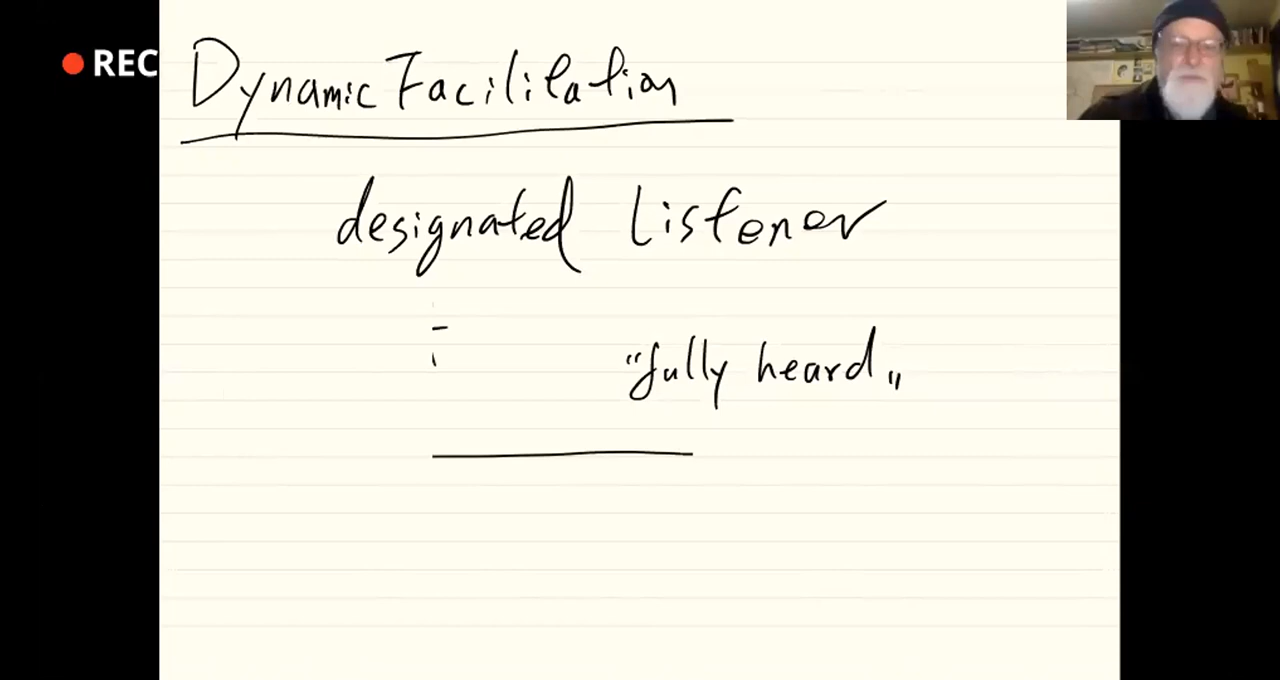 REC
Dynamic Facilitation
designated listener
"fully heard„